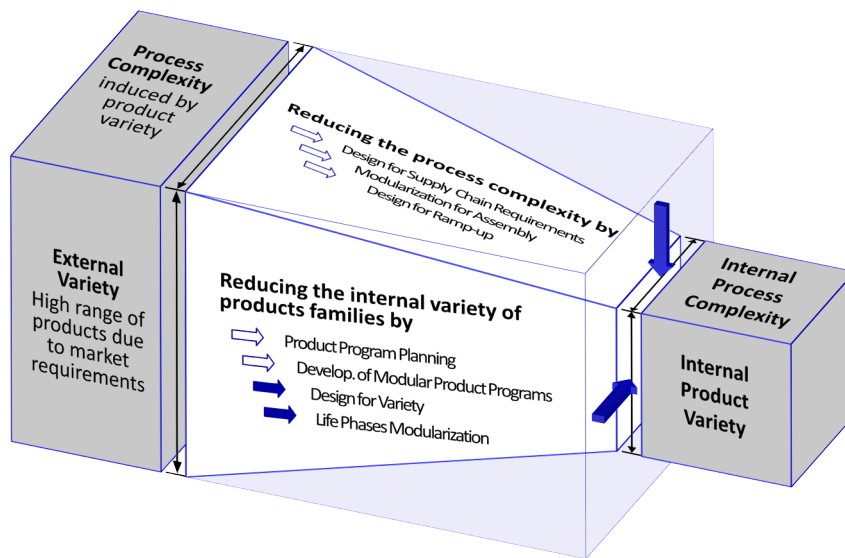 Process
Complexity
induced by
product
variety
External
Variety
High range of
products due
to market
requirements
Reducing the process complexity by
Design for Supply Chain Requirements
Modularization for Assembly
Design for Ramp-up
Reducing the internal variety of
products families by
Product Program Planning
Develop. of Modular Product Programs
Design for Variety
Life Phases Modularization
Internal
Process
Complexity
Internal
Product
Variety